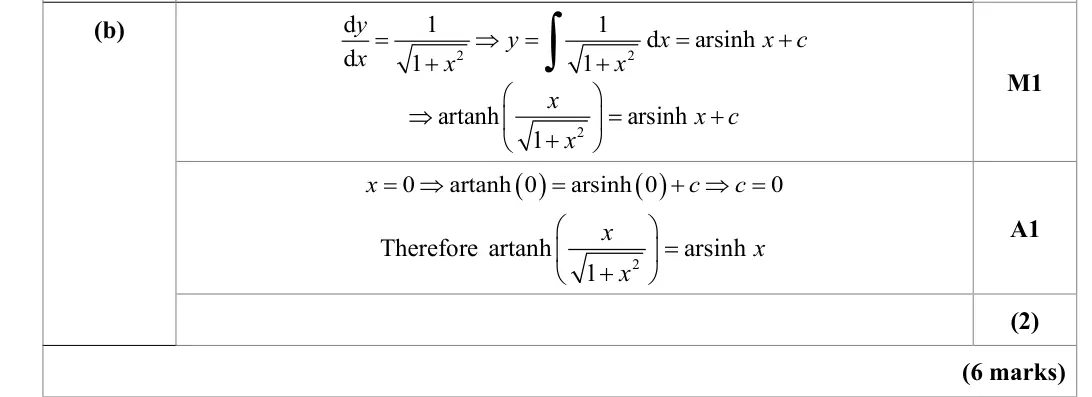 (b)
dy/dx = 1/√(1 + x²) ⇒ y = ∫ 1/√(1 + x²) dx = arsinh x + c
⇒ artanh(x/√(1 + x²)) = arsinh x + c
M1
x = 0 ⇒ artanh(0) = arsinh(0) + c ⇒ c = 0
Therefore artanh(x/√(1 + x²)) = arsinh x
A1
(2)
(6 marks)